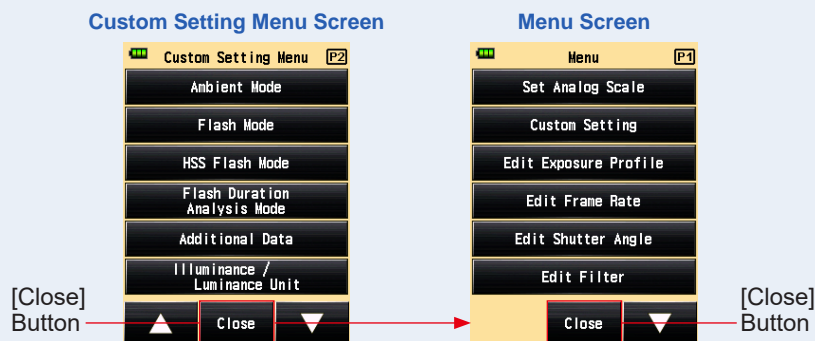 Custom Setting Menu Screen
Custom Setting Menu P2
Ambient Mode
Flash Mode
HSS Flash Mode
Flash Duration
Analysis Mode
Additional Data
Illuminance /
Luminance Unit
Close
[Close]
Button
Menu Screen
Menu P1
Set Analog Scale
Custom Setting
Edit Exposure Profile
Edit Frame Rate
Edit Shutter Angle
Edit Filter
Close
[Close]
Button